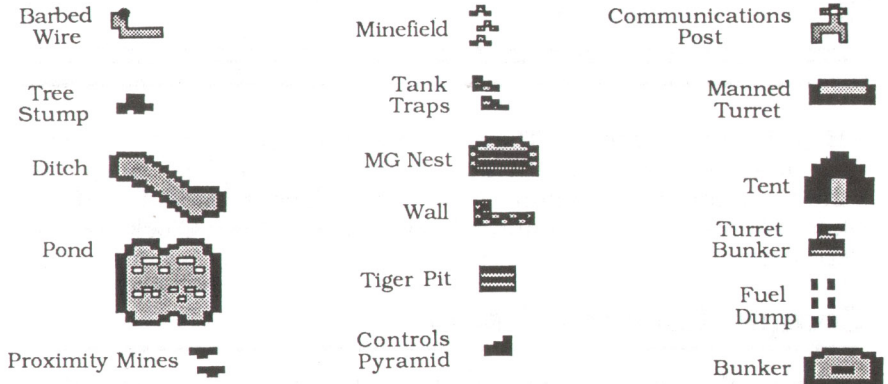 Barbed
Wire
Tree
Stump
Ditch
Pond
Proximity Mines
Minefield
Tank
Traps
MG Nest
Wall
Tiger Pit
Controls
Pyramid
Communications
Post
Manned
Turret
Tent
Turret
Bunker
Fuel
Dump
Bunker